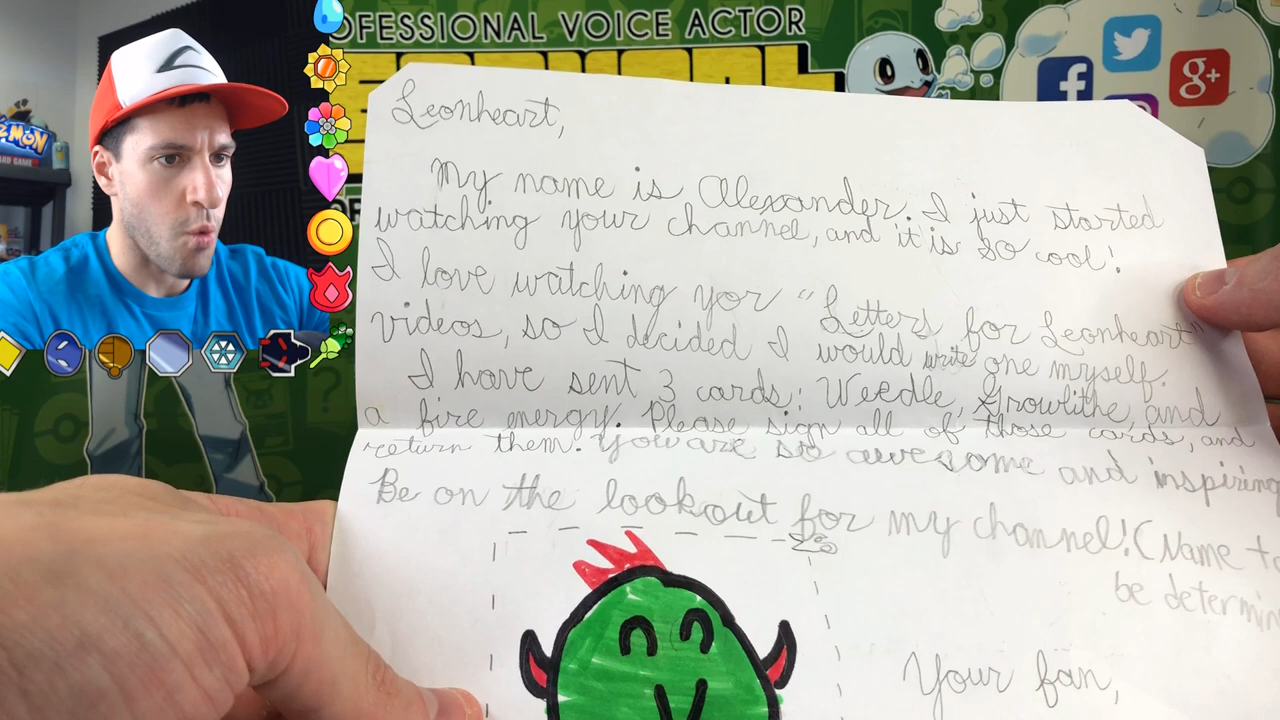 OFESSIONAL VOICE ACTOR
f
g+
MON
Leonheart,
My name is Alexander. I just started
watching your channel, and it is so cool!
I love watching yor "Letters for Leonheart"
videos, so I decided I would write one myself.
I have sent 3 cards: Weedle, Growlithe, and
a fire energy. Please sign all of those cards, and
return them. You are so awesome and inspiring
Be on the lookout for my channel! (Name to
be determin
Your fan,